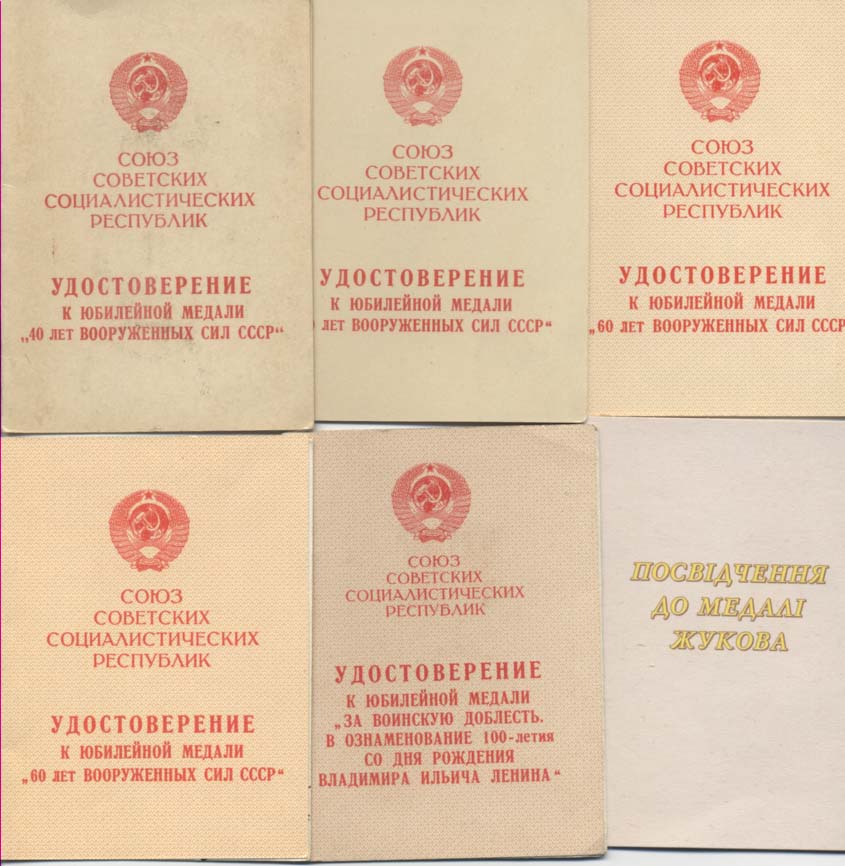 СОЮЗ
СОВЕТСКИХ
СОЦИАЛИСТИЧЕСКИХ
РЕСПУБЛИК
УДОСТОВЕРЕНИЕ
К ЮБИЛЕЙНОЙ МЕДАЛИ
„40 ЛЕТ ВООРУЖЕННЫХ СИЛ СССР“
СОЮЗ
СОВЕТСКИХ
СОЦИАЛИСТИЧЕСКИХ
РЕСПУБЛИК
УДОСТОВЕРЕНИЕ
К ЮБИЛЕЙНОЙ МЕДАЛИ
ЛЕТ ВООРУЖЕННЫХ СИЛ СССР“
СОЮЗ
СОВЕТСКИХ
СОЦИАЛИСТИЧЕСКИХ
РЕСПУБЛИК
УДОСТОВЕРЕНИЕ
К ЮБИЛЕЙНОЙ МЕДАЛИ
„60 ЛЕТ ВООРУЖЕННЫХ СИЛ СССР
СОЮЗ
СОВЕТСКИХ
СОЦИАЛИСТИЧЕСКИХ
РЕСПУБЛИК
УДОСТОВЕРЕНИЕ
К ЮБИЛЕЙНОЙ МЕДАЛИ
„60 ЛЕТ ВООРУЖЕННЫХ СИЛ СССР“
СОЮЗ
СОВЕТСКИХ
СОЦИАЛИСТИЧЕСКИХ
РЕСПУБЛИК
УДОСТОВЕРЕНИЕ
К ЮБИЛЕЙНОЙ МЕДАЛИ
„ЗА ВОИНСКУЮ ДОБЛЕСТЬ.
В ОЗНАМЕНОВАНИЕ 100-летия
СО ДНЯ РОЖДЕНИЯ
ВЛАДИМИРА ИЛЬИЧА ЛЕНИНА“
ПОСВІДЧЕННЯ
ДО МЕДАЛІ
ЖУКОВА